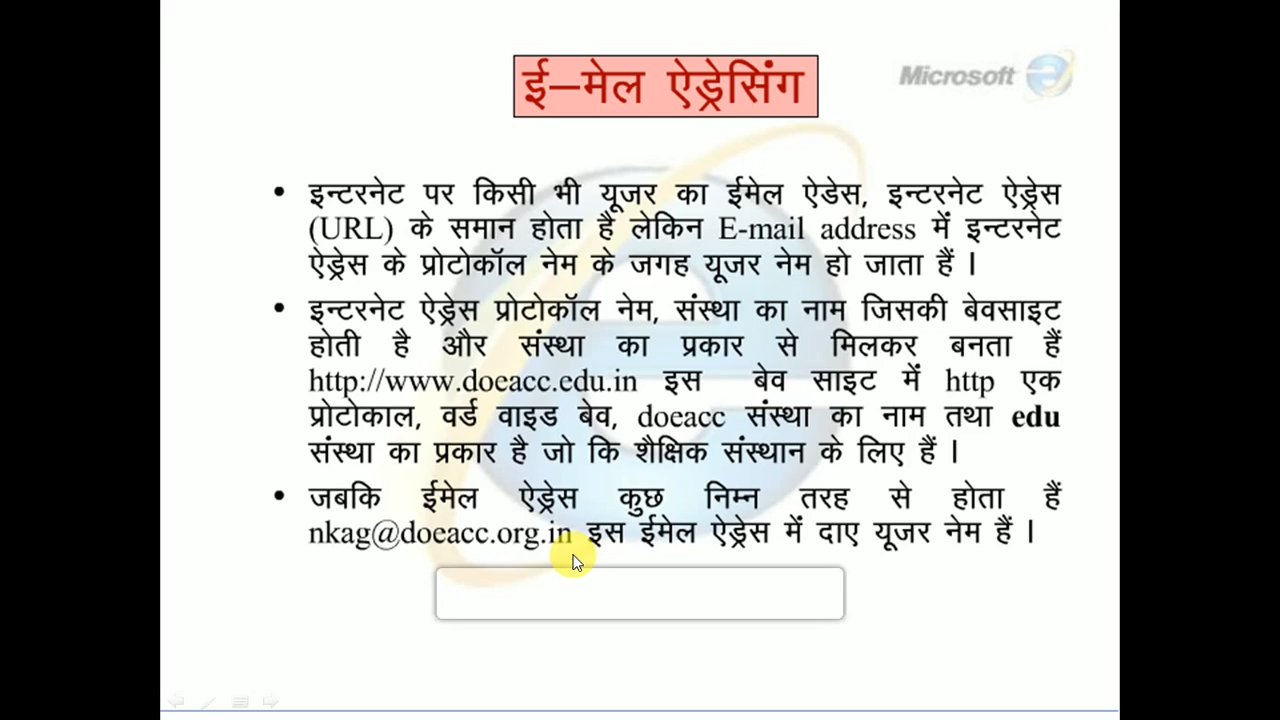 ई–मेल ऐड्रेसिंग
Microsoft
• इन्टरनेट पर किसी भी यूजर का ईमेल ऐडेस, इन्टरनेट ऐड्रेस
(URL) के समान होता है लेकिन E-mail address में इन्टरनेट
ऐड्रेस के प्रोटोकॉल नेम के जगह यूजर नेम हो जाता हैं ।
• इन्टरनेट ऐड्रेस प्रोटोकॉल नेम, संस्था का नाम जिसकी बेवसाइट
होती है और संस्था का प्रकार से मिलकर बनता हैं
http://www.doeacc.edu.in इस बेव साइट में http एक
प्रोटोकाल, वर्ड वाइड बेव, doeacc संस्था का नाम तथा edu
संस्था का प्रकार है जो कि शैक्षिक संस्थान के लिए हैं ।
• जबकि ईमेल ऐड्रेस कुछ निम्न तरह से होता हैं
nkag@doeacc.org.in इस ईमेल ऐड्रेस में दाए यूजर नेम हैं ।